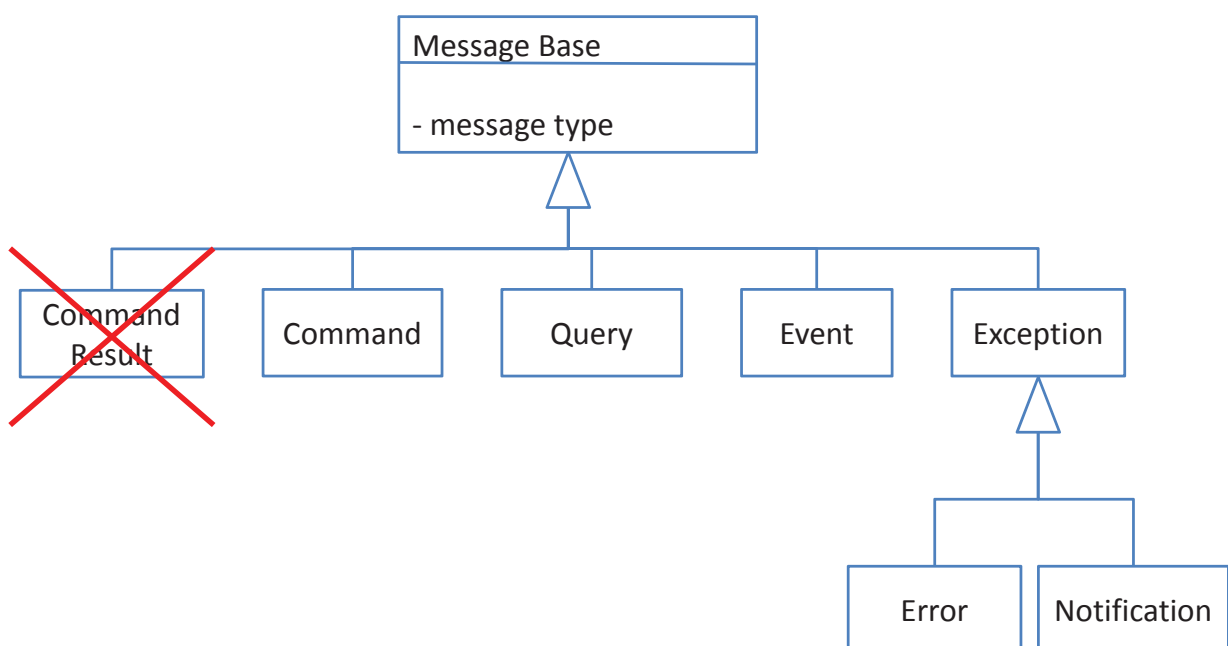 Message Base
- message type
Command
Result
Command
Query
Event
Exception
Error
Notification